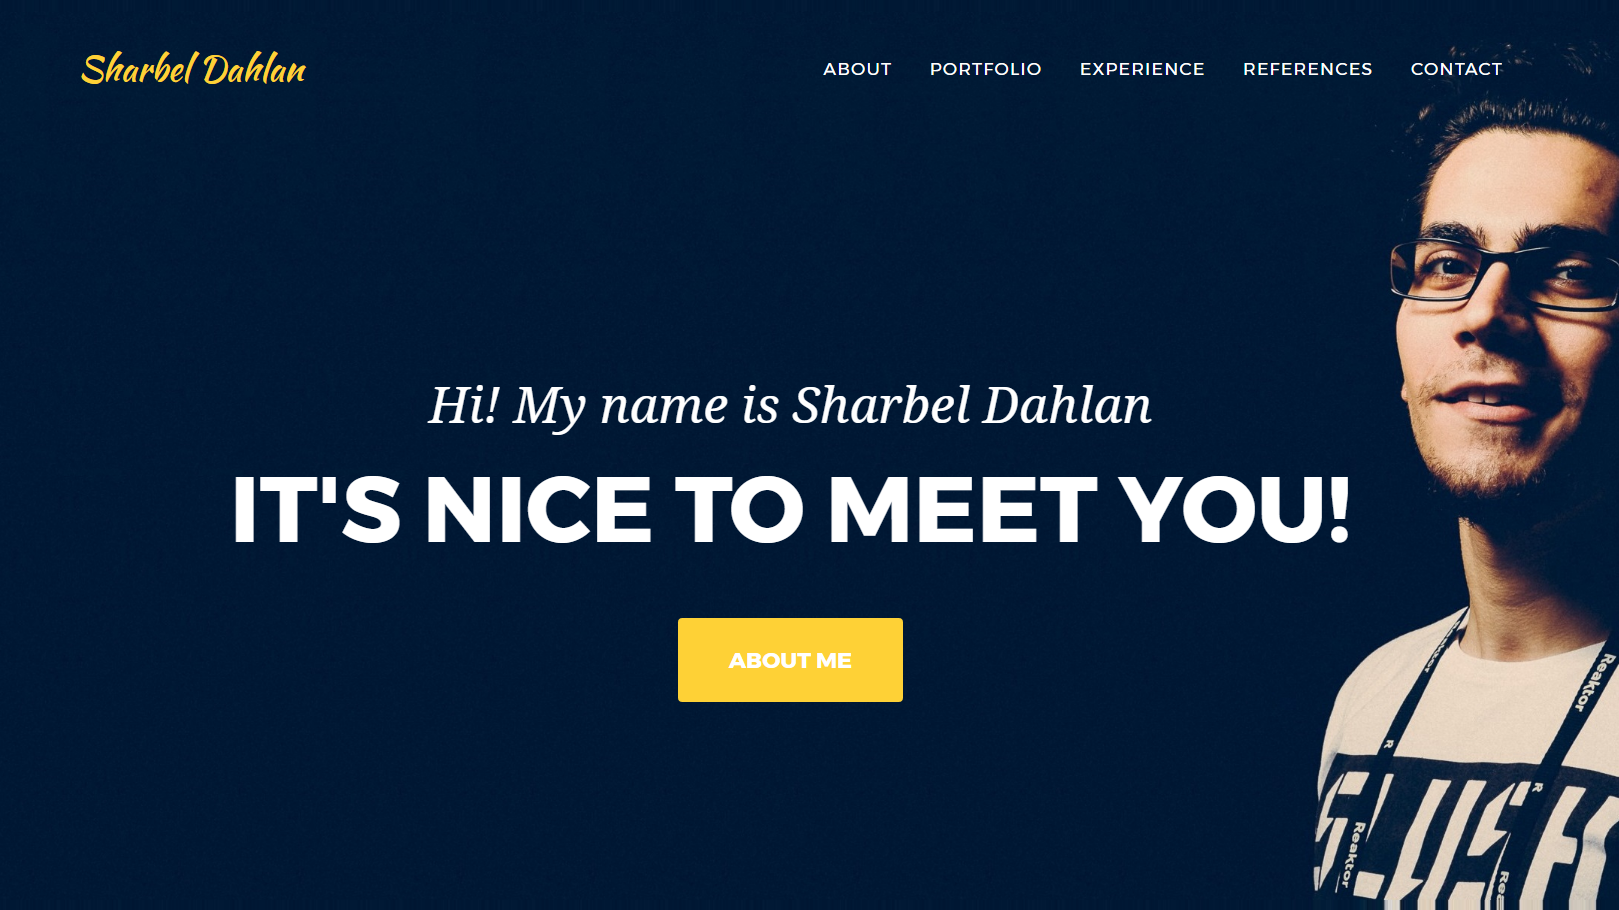 Sharbel Dahlan
ABOUT PORTFOLIO EXPERIENCE REFERENCES CONTACT
Hi! My name is Sharbel Dahlan
IT'S NICE TO MEET YOU!
ABOUT ME
Reaktor
Reaktor
R
R
Reaktor